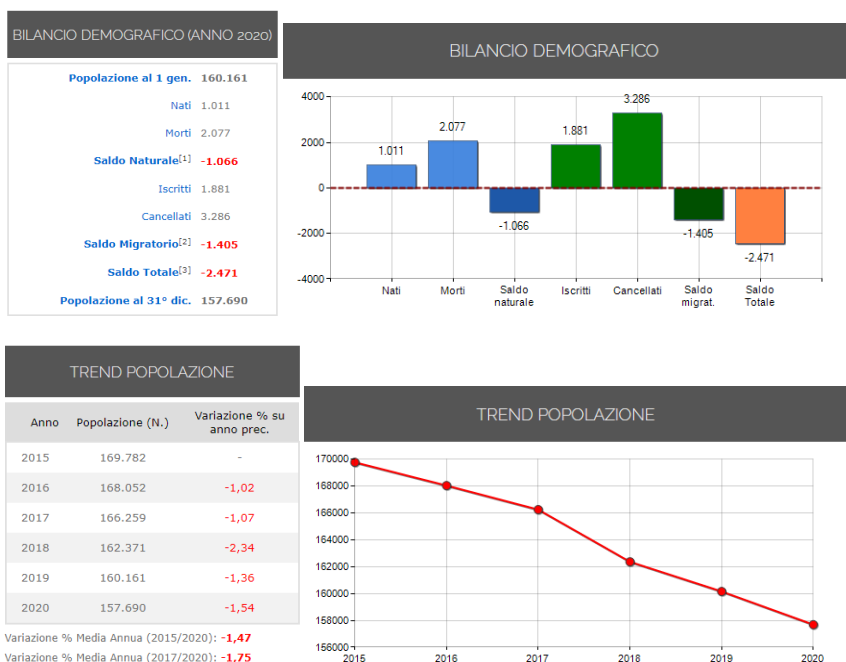 BILANCIO DEMOGRAFICO (ANNO 2020)
Popolazione al 1 gen. 160.161
Nati 1.011
Morti 2.077
Saldo Naturale[1] -1.066
Iscritti 1.881
Cancellati 3.286
Saldo Migratorio[2] -1.405
Saldo Totale[3] -2.471
Popolazione al 31° dic. 157.690
BILANCIO DEMOGRAFICO
4000
2000
0
-2000
-4000
1.011
2.077
-1.066
1.881
3.286
-1.405
-2.471
Nati Morti Saldo naturale Iscritti Cancellati Saldo migrat. Saldo Totale
TREND POPOLAZIONE
Anno Popolazione (N.) Variazione % su anno prec.
2015 169.782 -
2016 168.052 -1,02
2017 166.259 -1,07
2018 162.371 -2,34
2019 160.161 -1,36
2020 157.690 -1,54
Variazione % Media Annua (2015/2020): -1,47
Variazione % Media Annua (2017/2020): -1,75
TREND POPOLAZIONE
170000
168000
166000
164000
162000
160000
158000
156000
2015 2016 2017 2018 2019 2020